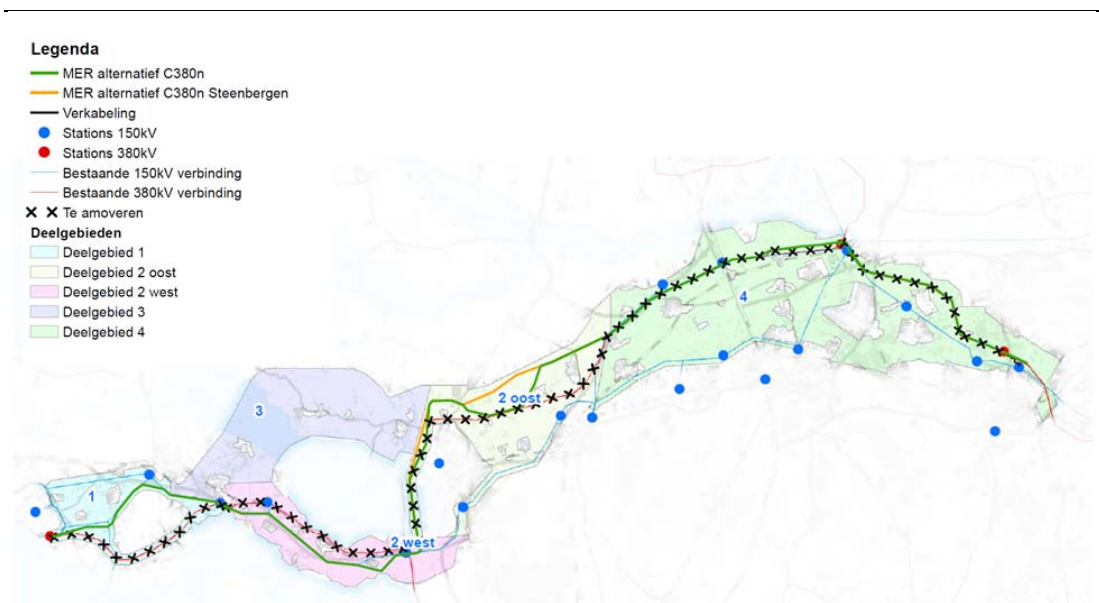 Legenda
MER alternatief C380n
MER alternatief C380n Steenbergen
Verkabeling
Stations 150kV
Stations 380kV
Bestaande 150kV verbinding
Bestaande 380kV verbinding
Te amoveren
Deelgebieden
Deelgebied 1
Deelgebied 2 oost
Deelgebied 2 west
Deelgebied 3
Deelgebied 4
4
2 oost
3
1
2 west